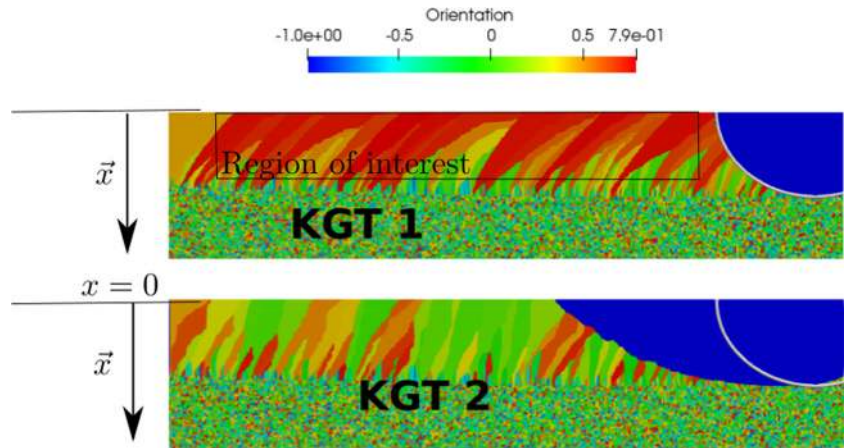 Orientation
-1.0e+00 -0.5 0 0.5 7.9e-01
x⃗
Region of interest
KGT 1
x = 0
x⃗
KGT 2